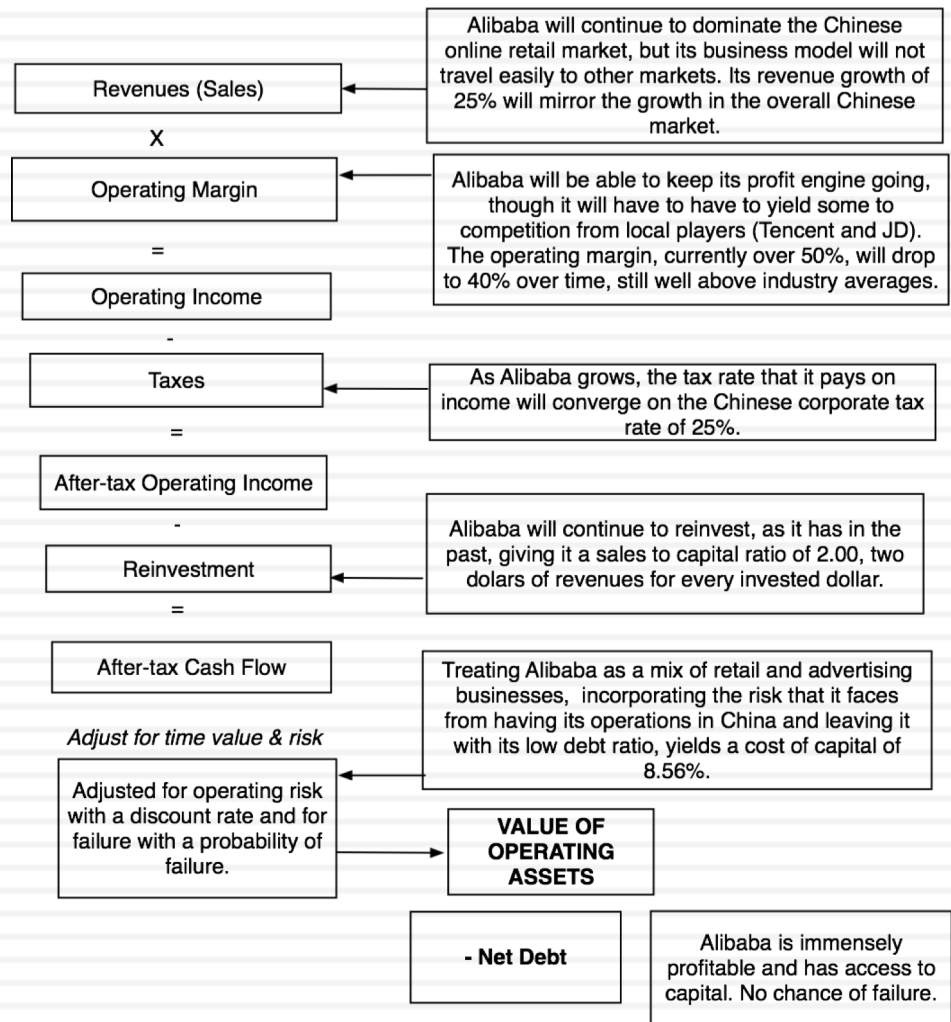 Alibaba will continue to dominate the Chinese
online retail market, but its business model will not
travel easily to other markets. Its revenue growth of
25% will mirror the growth in the overall Chinese
market.
Revenues (Sales)
X
Operating Margin
Alibaba will be able to keep its profit engine going,
though it will have to have to yield some to
competition from local players (Tencent and JD).
The operating margin, currently over 50%, will drop
to 40% over time, still well above industry averages.
=
Operating Income
-
Taxes
As Alibaba grows, the tax rate that it pays on
income will converge on the Chinese corporate tax
rate of 25%.
=
After-tax Operating Income
-
Reinvestment
Alibaba will continue to reinvest, as it has in the
past, giving it a sales to capital ratio of 2.00, two
dolars of revenues for every invested dollar.
=
After-tax Cash Flow
Treating Alibaba as a mix of retail and advertising
businesses, incorporating the risk that it faces
from having its operations in China and leaving it
with its low debt ratio, yields a cost of capital of
8.56%.
Adjust for time value & risk
Adjusted for operating risk
with a discount rate and for
failure with a probability of
failure.
VALUE OF
OPERATING
ASSETS
- Net Debt
Alibaba is immensely
profitable and has access to
capital. No chance of failure.